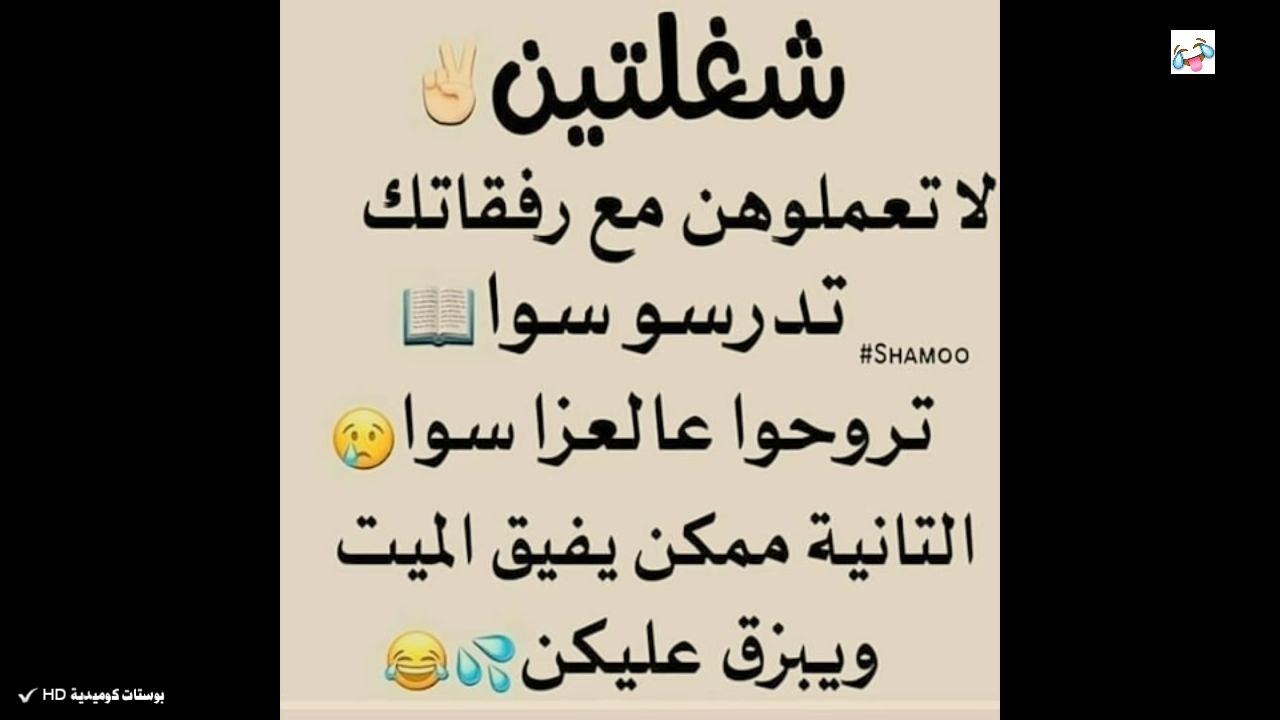 شغلتين✌🏻
لا تعملوهن مع رفقاتك
تدرسو سوا📖
#SHAMOO
تروحوا عالعزا سوا😢
التانية ممكن يفيق الميت
ويبزق عليكن💦😂
بوستات كوميدية HD ✓